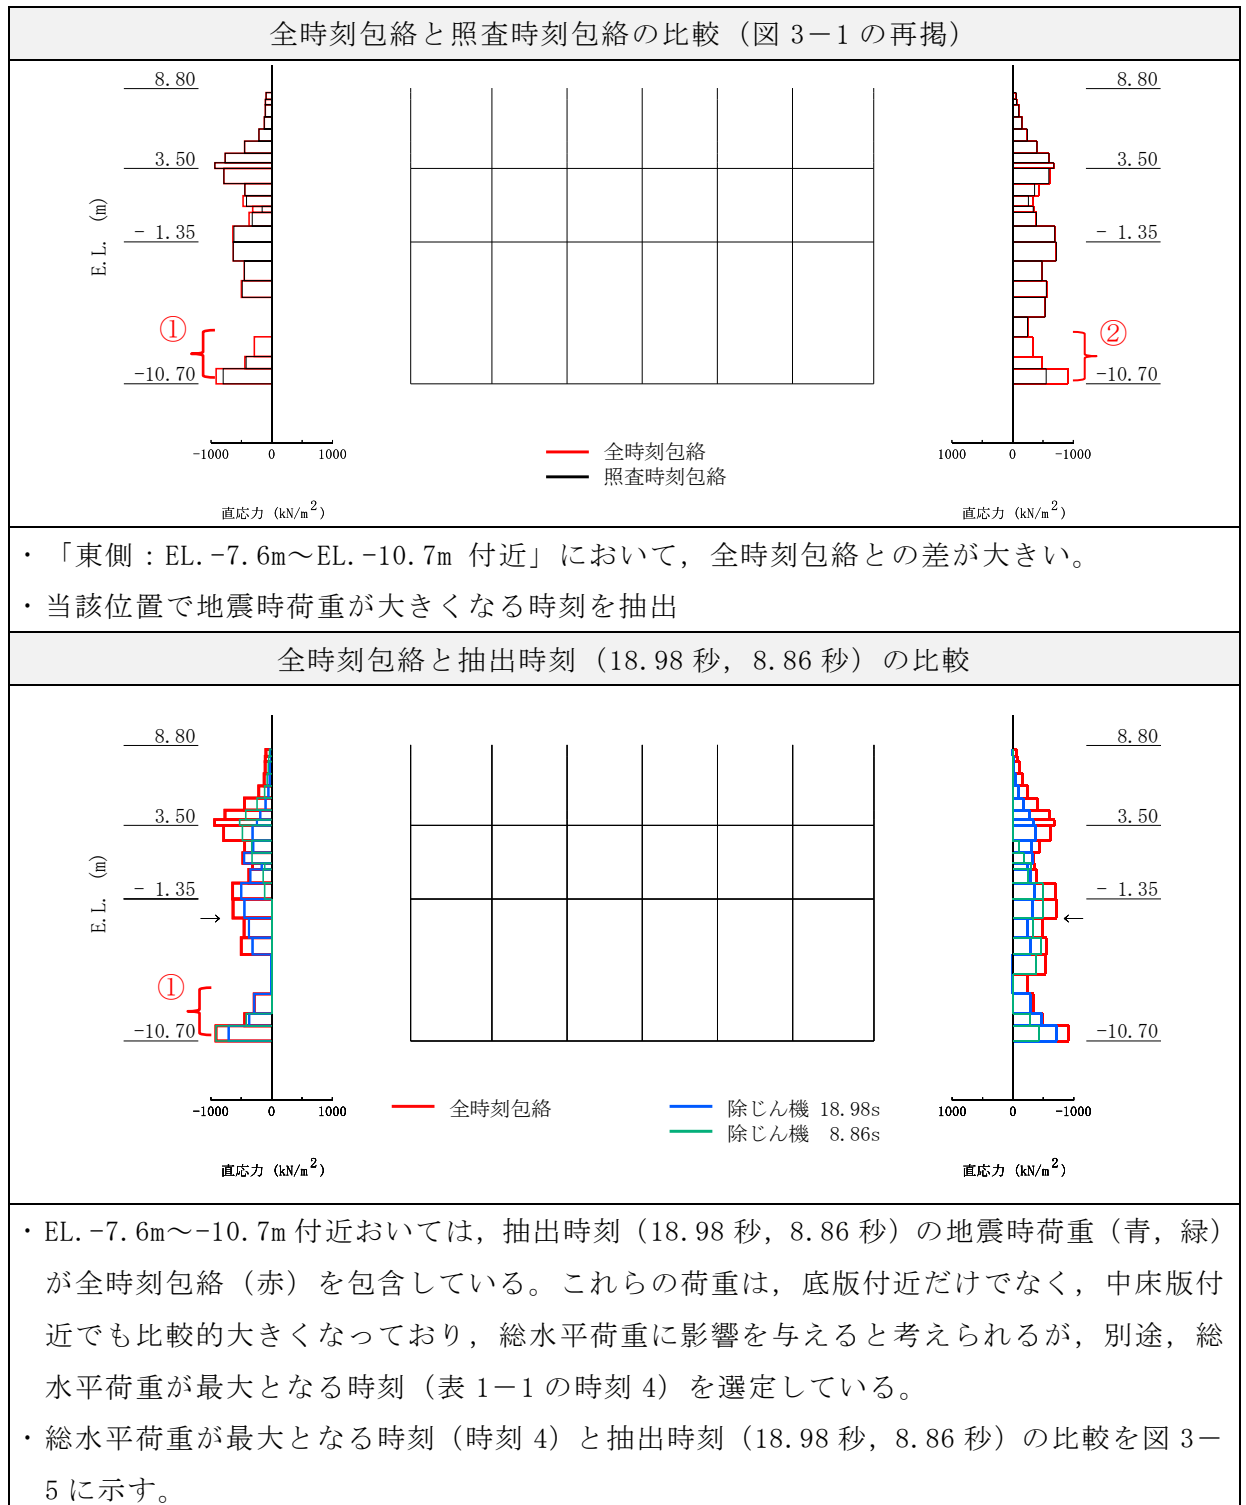 全時刻包絡と照査時刻包絡の比較（図 3－1 の再掲）
8.80
8.80
3.50
3.50
E.L. (m)
- 1.35
- 1.35
①
②
-10.70
-10.70
-1000 0 1000
1000 0 -1000
全時刻包絡
照査時刻包絡
直応力 (kN/m2)
直応力 (kN/m2)
・「東側：EL.-7.6m～EL.-10.7m 付近」において，全時刻包絡との差が大きい。
・当該位置で地震時荷重が大きくなる時刻を抽出
全時刻包絡と抽出時刻（18.98 秒，8.86 秒）の比較
8.80
8.80
3.50
3.50
E.L. (m)
- 1.35
- 1.35
→
←
①
-10.70
-10.70
-1000 0 1000
1000 0 -1000
全時刻包絡
除じん機 18.98s
除じん機 8.86s
直応力 (kN/m2)
直応力 (kN/m2)
・EL.-7.6m～-10.7m 付近おいては，抽出時刻（18.98 秒，8.86 秒）の地震時荷重（青，緑）
が全時刻包絡（赤）を包含している。これらの荷重は，底版付近だけでなく，中床版付
近でも比較的大きくなっており，総水平荷重に影響を与えると考えられるが，別途，総
水平荷重が最大となる時刻（表 1－1 の時刻 4）を選定している。
・総水平荷重が最大となる時刻（時刻 4）と抽出時刻（18.98 秒，8.86 秒）の比較を図 3－
5 に示す。